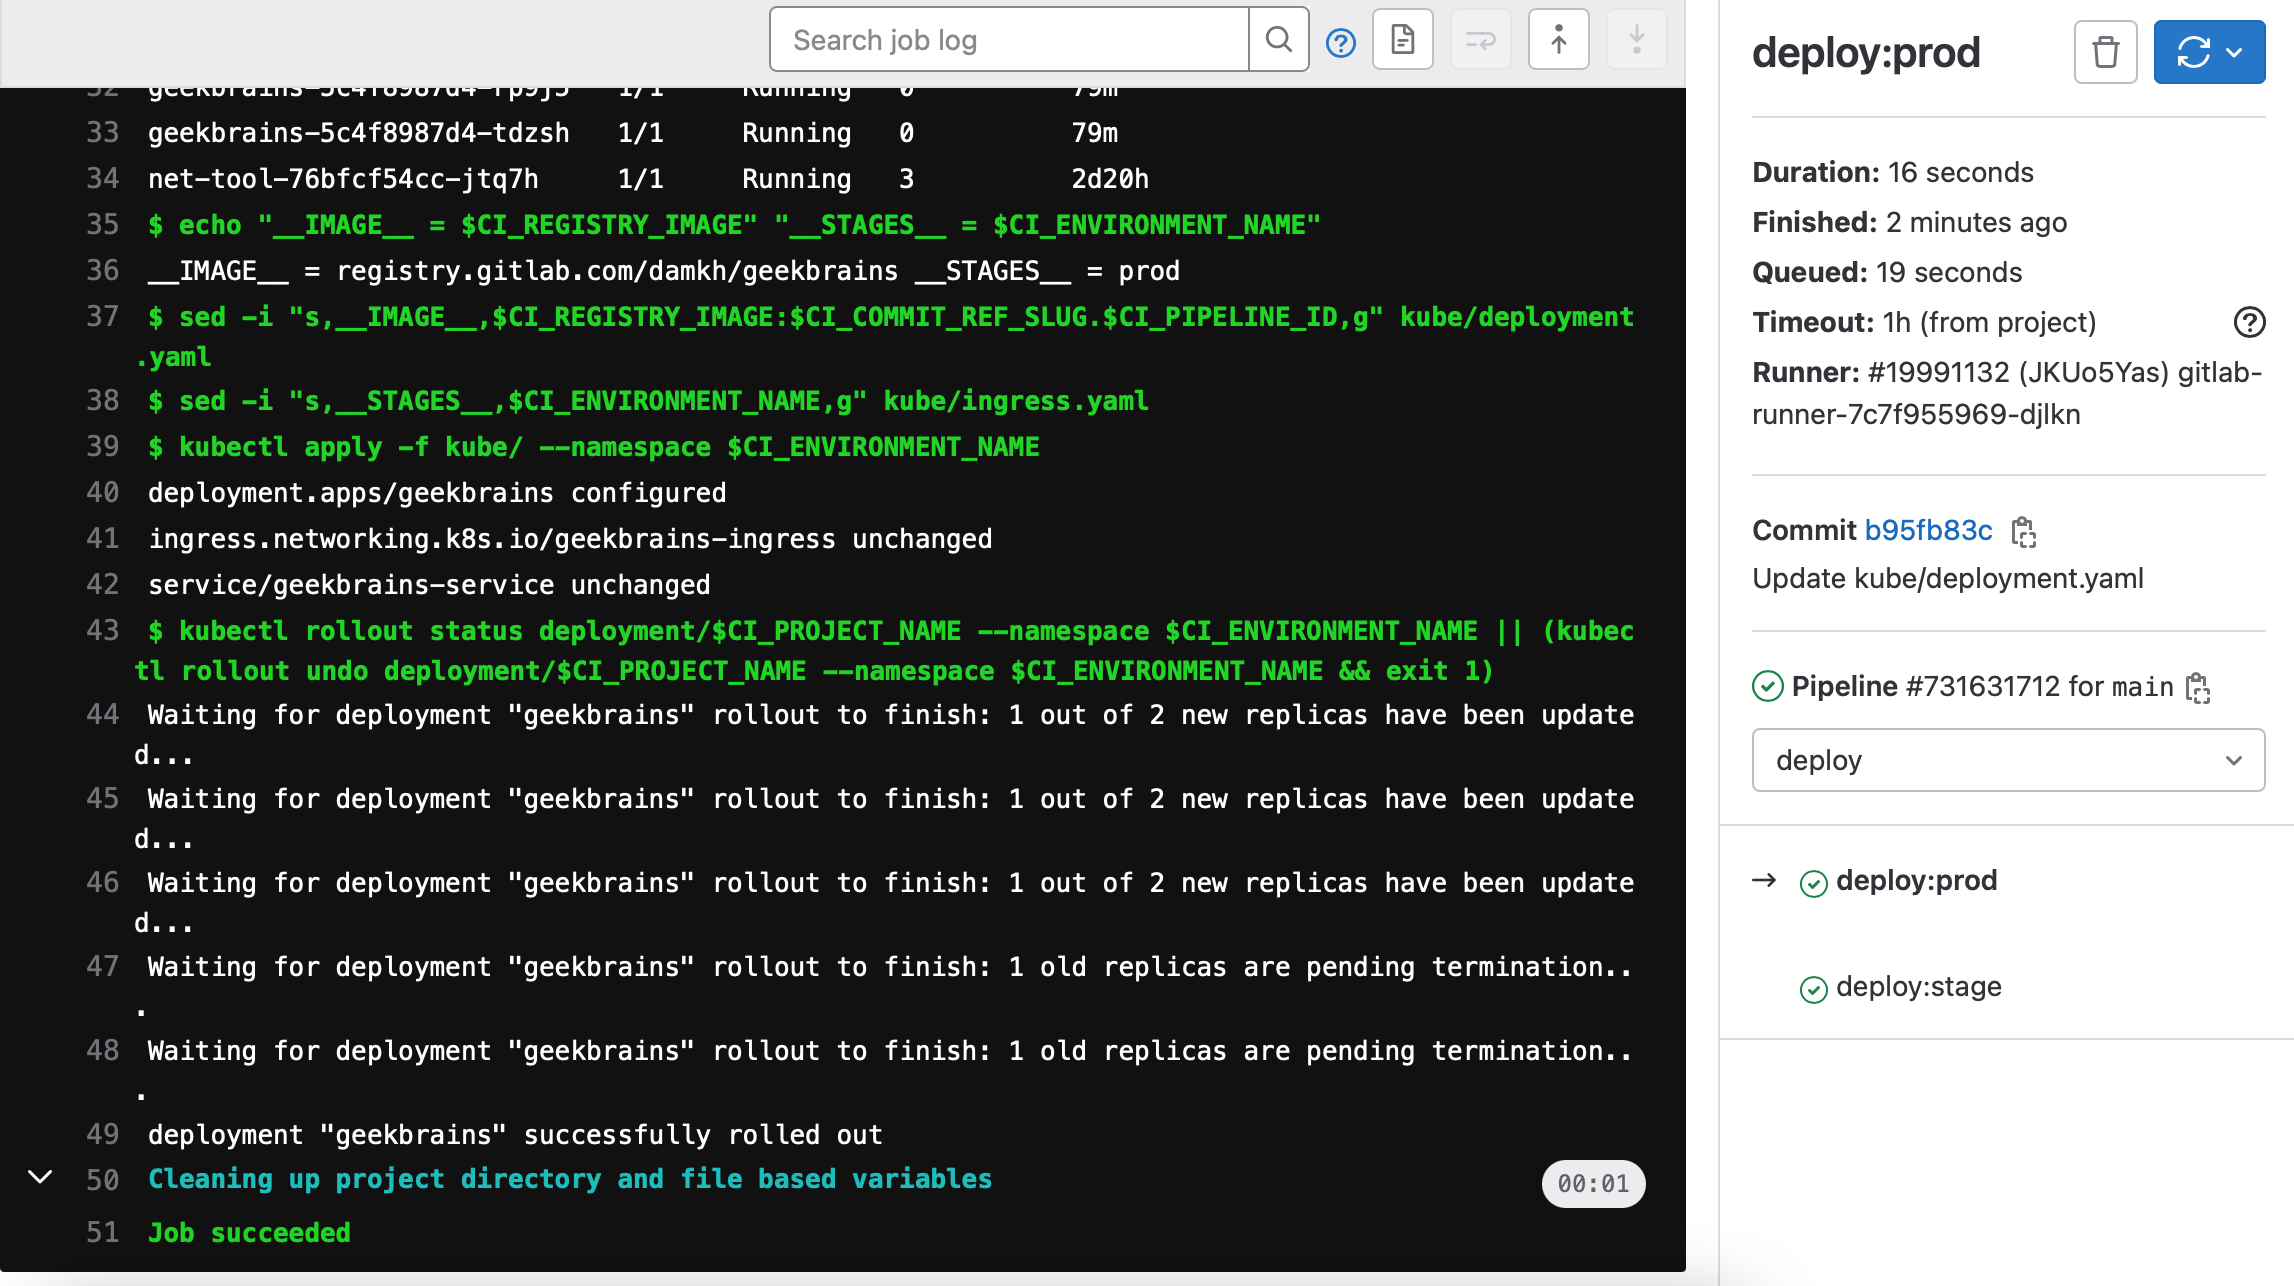 Search job log
32 geekbrains-5c4f8987d4-rp9j5 1/1 Running 0 79m
33 geekbrains-5c4f8987d4-tdzsh 1/1 Running 0 79m
34 net-tool-76bfcf54cc-jtq7h 1/1 Running 3 2d20h
35 $ echo "__IMAGE__ = $CI_REGISTRY_IMAGE" "__STAGES__ = $CI_ENVIRONMENT_NAME"
36 __IMAGE__ = registry.gitlab.com/damkh/geekbrains __STAGES__ = prod
37 $ sed -i "s,__IMAGE__,$CI_REGISTRY_IMAGE:$CI_COMMIT_REF_SLUG.$CI_PIPELINE_ID,g" kube/deployment
.yaml
38 $ sed -i "s,__STAGES__,$CI_ENVIRONMENT_NAME,g" kube/ingress.yaml
39 $ kubectl apply -f kube/ --namespace $CI_ENVIRONMENT_NAME
40 deployment.apps/geekbrains configured
41 ingress.networking.k8s.io/geekbrains-ingress unchanged
42 service/geekbrains-service unchanged
43 $ kubectl rollout status deployment/$CI_PROJECT_NAME --namespace $CI_ENVIRONMENT_NAME || (kubec
tl rollout undo deployment/$CI_PROJECT_NAME --namespace $CI_ENVIRONMENT_NAME && exit 1)
44 Waiting for deployment "geekbrains" rollout to finish: 1 out of 2 new replicas have been update
d...
45 Waiting for deployment "geekbrains" rollout to finish: 1 out of 2 new replicas have been update
d...
46 Waiting for deployment "geekbrains" rollout to finish: 1 out of 2 new replicas have been update
d...
47 Waiting for deployment "geekbrains" rollout to finish: 1 old replicas are pending termination..
.
48 Waiting for deployment "geekbrains" rollout to finish: 1 old replicas are pending termination..
.
49 deployment "geekbrains" successfully rolled out
50 Cleaning up project directory and file based variables 00:01
51 Job succeeded
deploy:prod
Duration: 16 seconds
Finished: 2 minutes ago
Queued: 19 seconds
Timeout: 1h (from project)
Runner: #19991132 (JKUo5Yas) gitlab-
runner-7c7f955969-djlkn
Commit b95fb83c
Update kube/deployment.yaml
Pipeline #731631712 for main
deploy
→ deploy:prod
deploy:stage